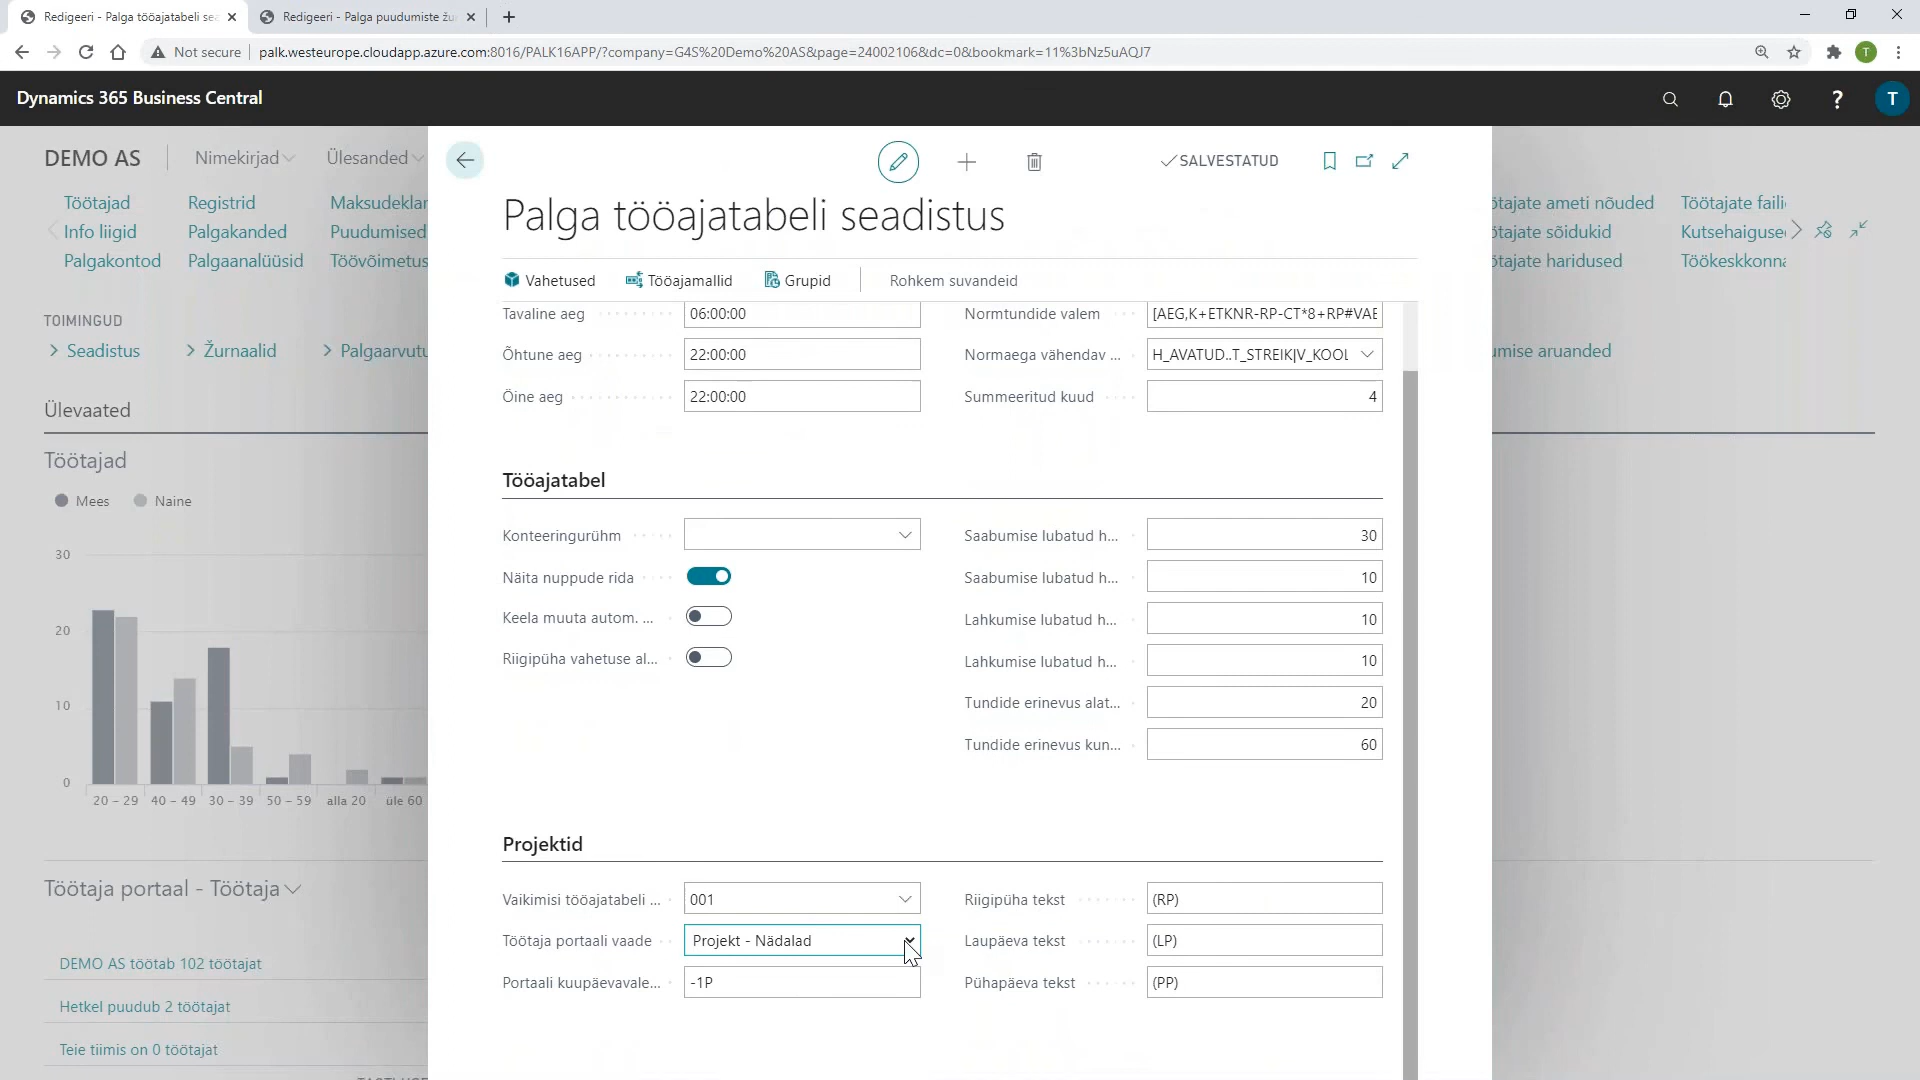 Redigeeri - Palga tööajatabeli sea
Redigeeri - Palga puudumiste žu
Not secure
palk.westeurope.cloudapp.azure.com:8016/PALK16APP/?company=G4S%20Demo%20AS&page=24002106&dc=0&bookmark=11%3bNz5uAQJ7
T
Dynamics 365 Business Central
?
T
DEMO AS
Nimekirjad
Ülesanded
Töötajad
Registrid
Maksudeklar
Info liigid
Palgakanded
Puudumised
Palgakontod
Palgaanalüüsid
Töövõimetus
TOIMINGUD
> Seadistus
> Žurnaalid
> Palgaarvutu
Ülevaated
Töötajad
Mees
Naine
30
20
10
0
20 – 29
40 – 49
30 – 39
50 – 59
alla 20
üle 60
Töötaja portaal - Töötaja
DEMO AS töötab 102 töötajat
Hetkel puudub 2 töötajat
Teie tiimis on 0 töötajat
SALVESTATUD
Palga tööajatabeli seadistus
Vahetused
Tööajamallid
Grupid
Rohkem suvandeid
Tavaline aeg
06:00:00
Normtundide valem
[AEG,K+ETKNR-RP-CT*8+RP#VAE
Õhtune aeg
22:00:00
Normaega vähendav ...
H_AVATUD..T_STREIK|V_KOOL
Öine aeg
22:00:00
Summeeritud kuud
4
Tööajatabel
Konteeringurühm
Saabumise lubatud h...
30
Näita nuppude rida
Saabumise lubatud h...
10
Keela muuta autom. ...
Lahkumise lubatud h...
10
Riigipüha vahetuse al...
Lahkumise lubatud h...
10
Tundide erinevus alat...
20
Tundide erinevus kun...
60
Projektid
Vaikimisi tööajatabeli ...
001
Riigipüha tekst
(RP)
Töötaja portaali vaade
Projekt - Nädalad
Laupäeva tekst
(LP)
Portaali kuupäevavale...
-1P
Pühapäeva tekst
(PP)
ötajate ameti nõuded
Töötajate faili
ötajate sõidukid
Kutsehaiguse
ötajate haridused
Töökeskkonna
umise aruanded